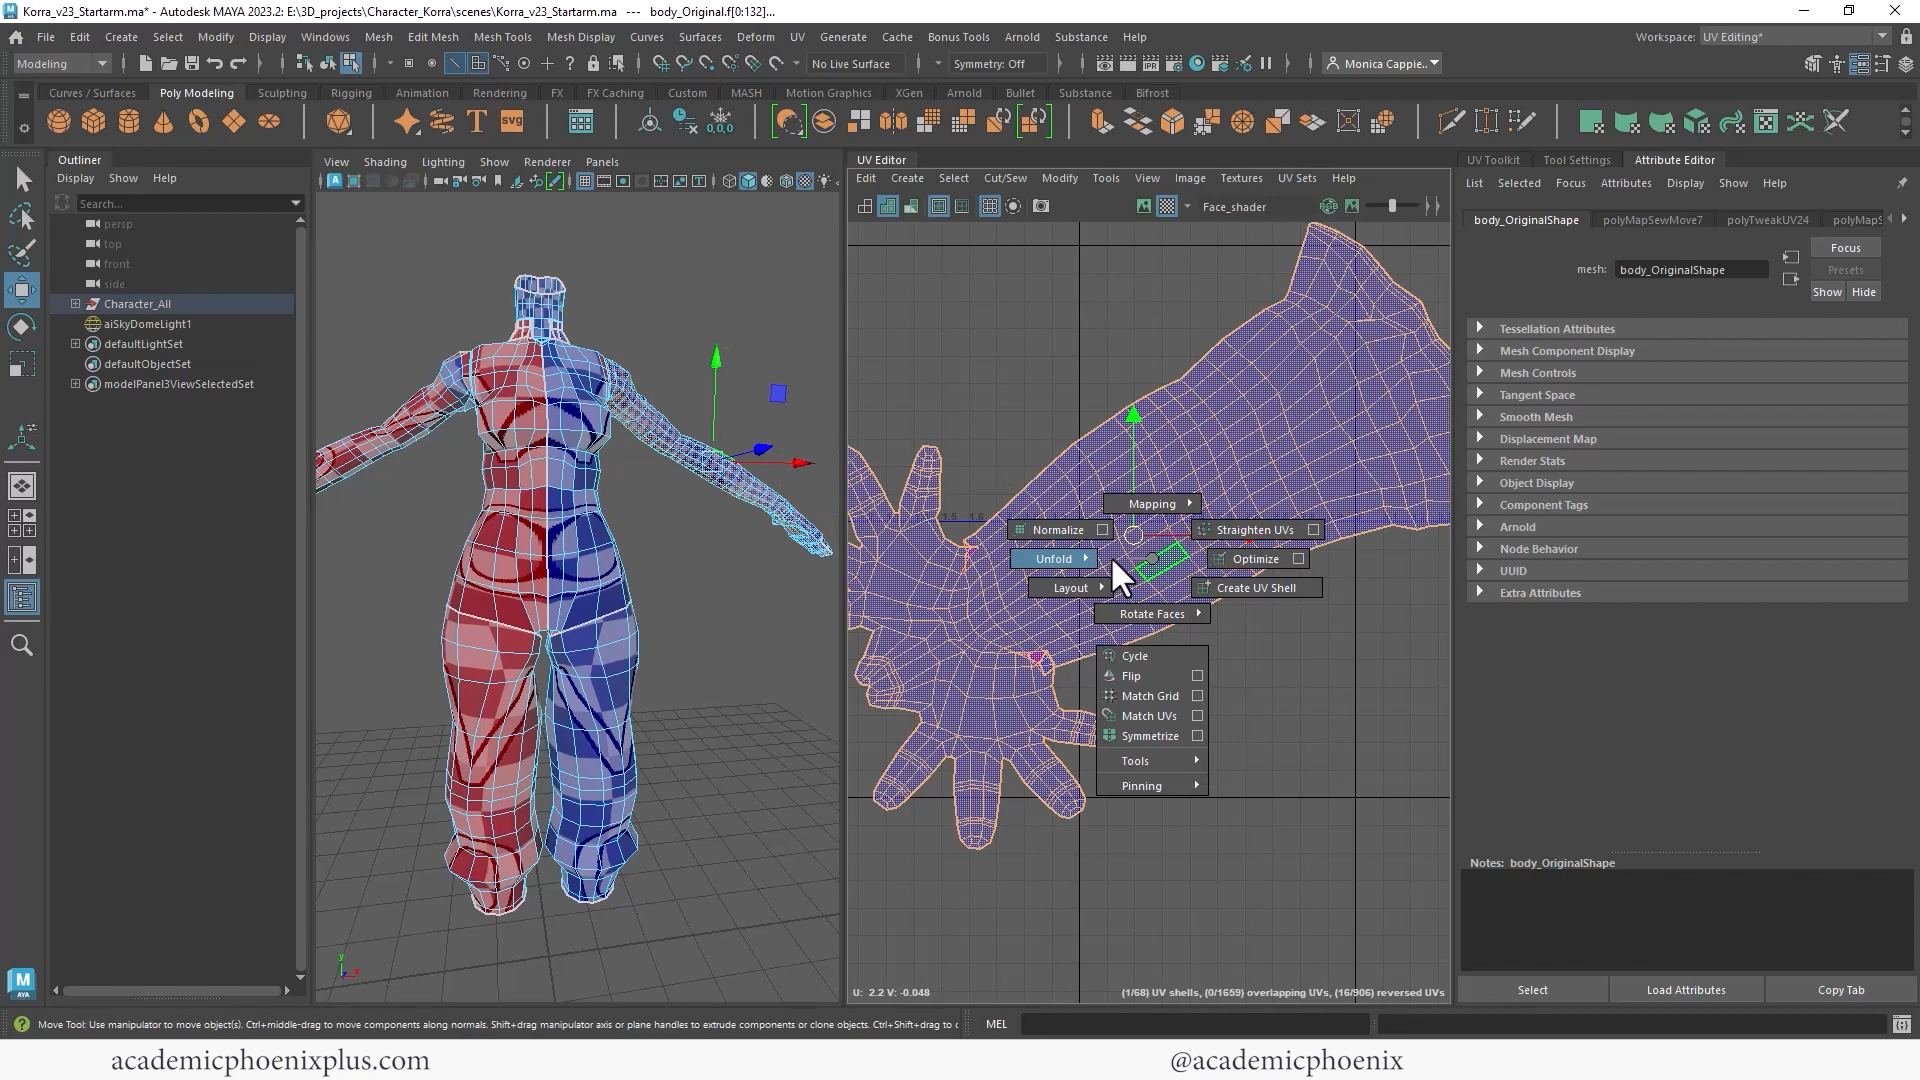 Korra_v23_Startarm.ma* - Autodesk MAYA 2023.2: E:\3D_projects\Character_Korra\scenes\Korra_v23_Startarm.ma --- body_Original.f[0:132]...
File Edit Create Select Modify Display Windows Mesh Edit Mesh Mesh Tools Mesh Display Curves Surfaces Deform UV Generate Cache Bonus Tools Arnold Substance Help
Workspace: UV Editing*
Modeling
No Live Surface
Symmetry: Off
Monica Cappie...
Curves / Surfaces Poly Modeling Sculpting Rigging Animation Rendering FX FX Caching Custom MASH Motion Graphics XGen Arnold Bullet Substance Bifrost
T svg 0,0,0
Outliner
Display Show Help
Search...
persp
top
front
side
Character_All
aiSkyDomeLight1
defaultLightSet
defaultObjectSet
modelPanel3ViewSelectedSet
View Shading Lighting Show Renderer Panels
UV Editor
Edit Create Select Cut/Sew Modify Tools View Image Textures UV Sets Help
Face_shader
Mapping
Normalize
Straighten UVs
Unfold
Optimize
Layout
Create UV Shell
Rotate Faces
Cycle
Flip
Match Grid
Match UVs
Symmetrize
Tools
Pinning
1.5 1.6
U: 2.2 V: -0.048
(1/68) UV shells, (0/1659) overlapping UVs, (16/906) reversed UVs
UV Toolkit Tool Settings Attribute Editor
List Selected Focus Attributes Display Show Help
body_OriginalShape polyMapSewMove7 polyTweakUV24 polyMapS
Focus
mesh: body_OriginalShape
Presets
Show Hide
Tessellation Attributes
Mesh Component Display
Mesh Controls
Tangent Space
Smooth Mesh
Displacement Map
Render Stats
Object Display
Component Tags
Arnold
Node Behavior
UUID
Extra Attributes
Notes: body_OriginalShape
Select Load Attributes Copy Tab
Move Tool: Use manipulator to move object(s). Ctrl+middle-drag to move components along normals. Shift+drag manipulator axis or plane handles to extrude components or clone objects. Ctrl+Shift+drag to c
MEL
academicphoenixplus.com
@academicphoenix